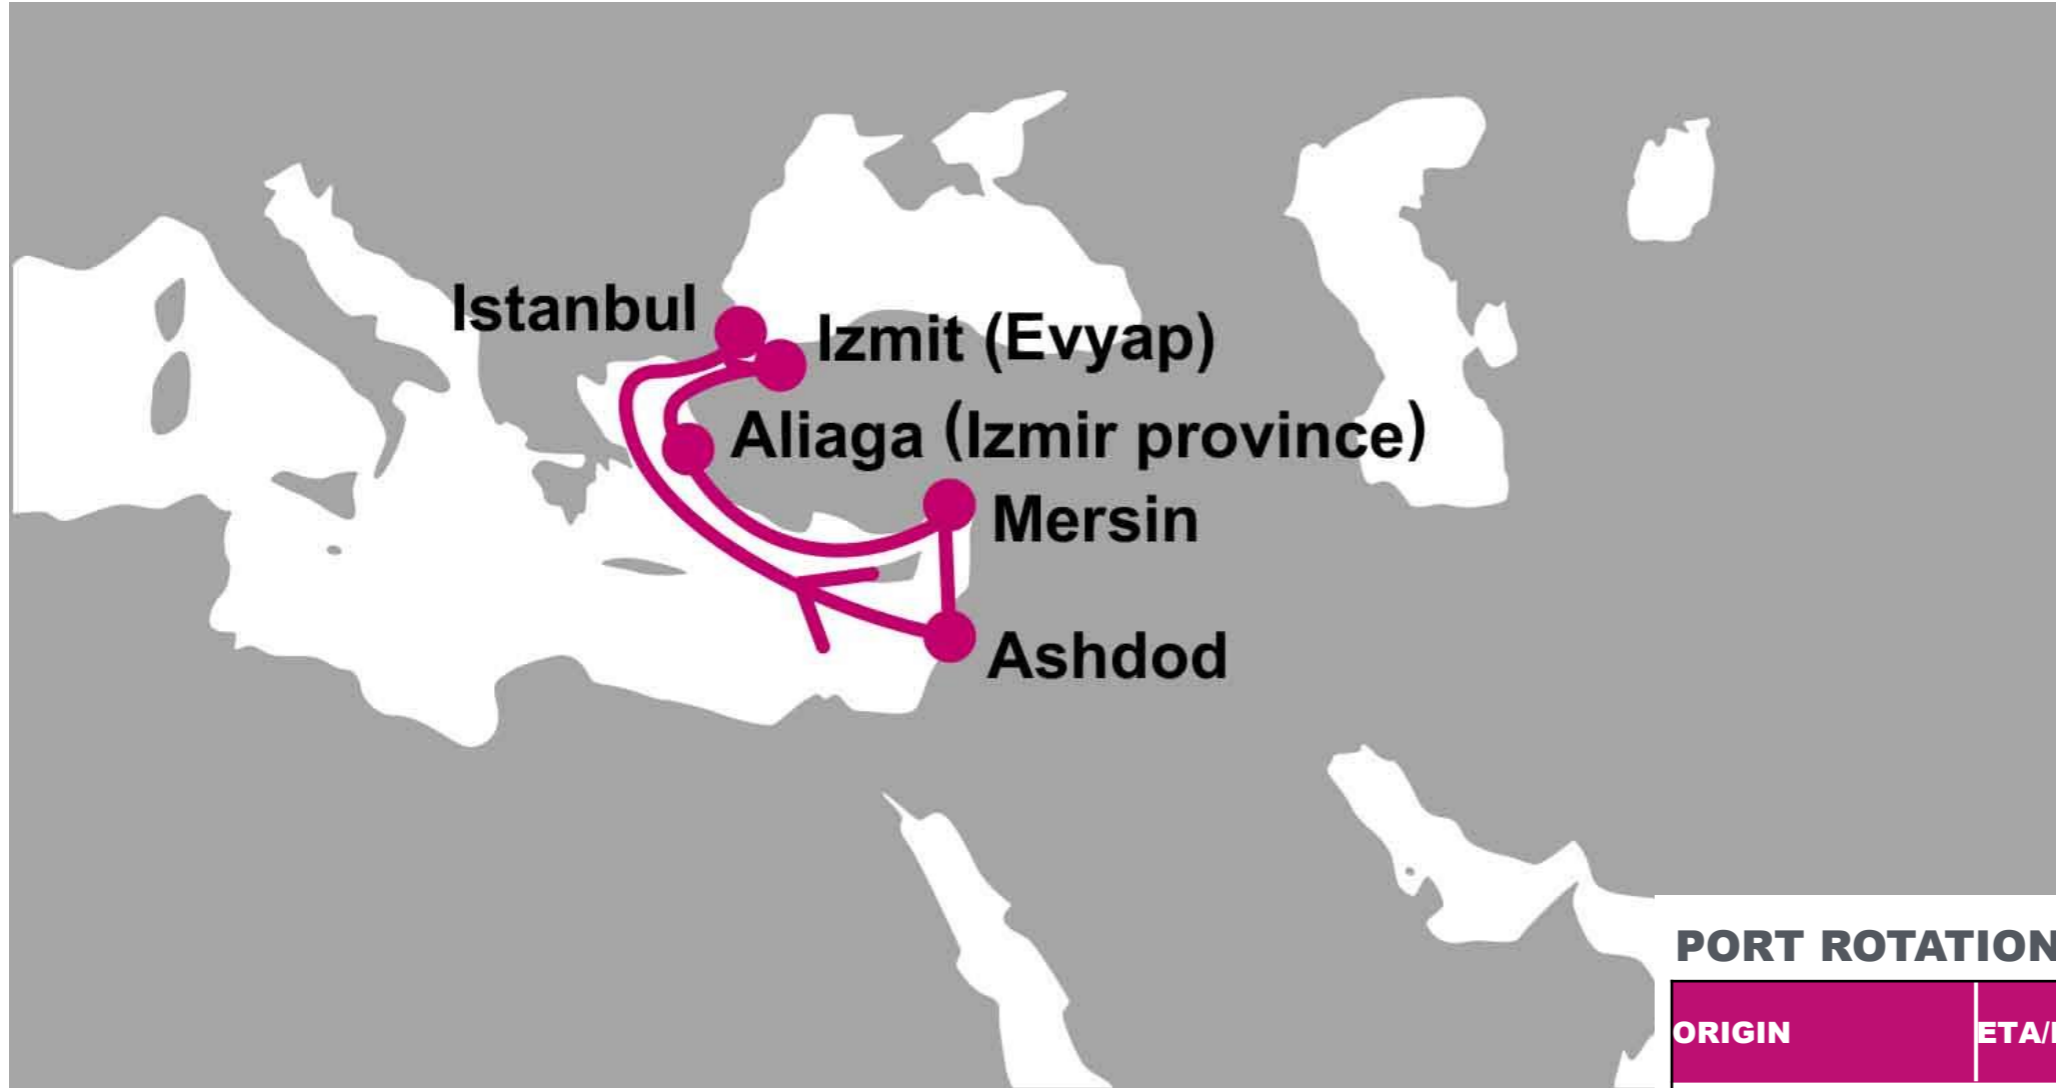 Istanbul
Izmit (Evyap)
Aliaga (Izmir province)
Mersin
Ashdod
PORT ROTATION
ORIGIN